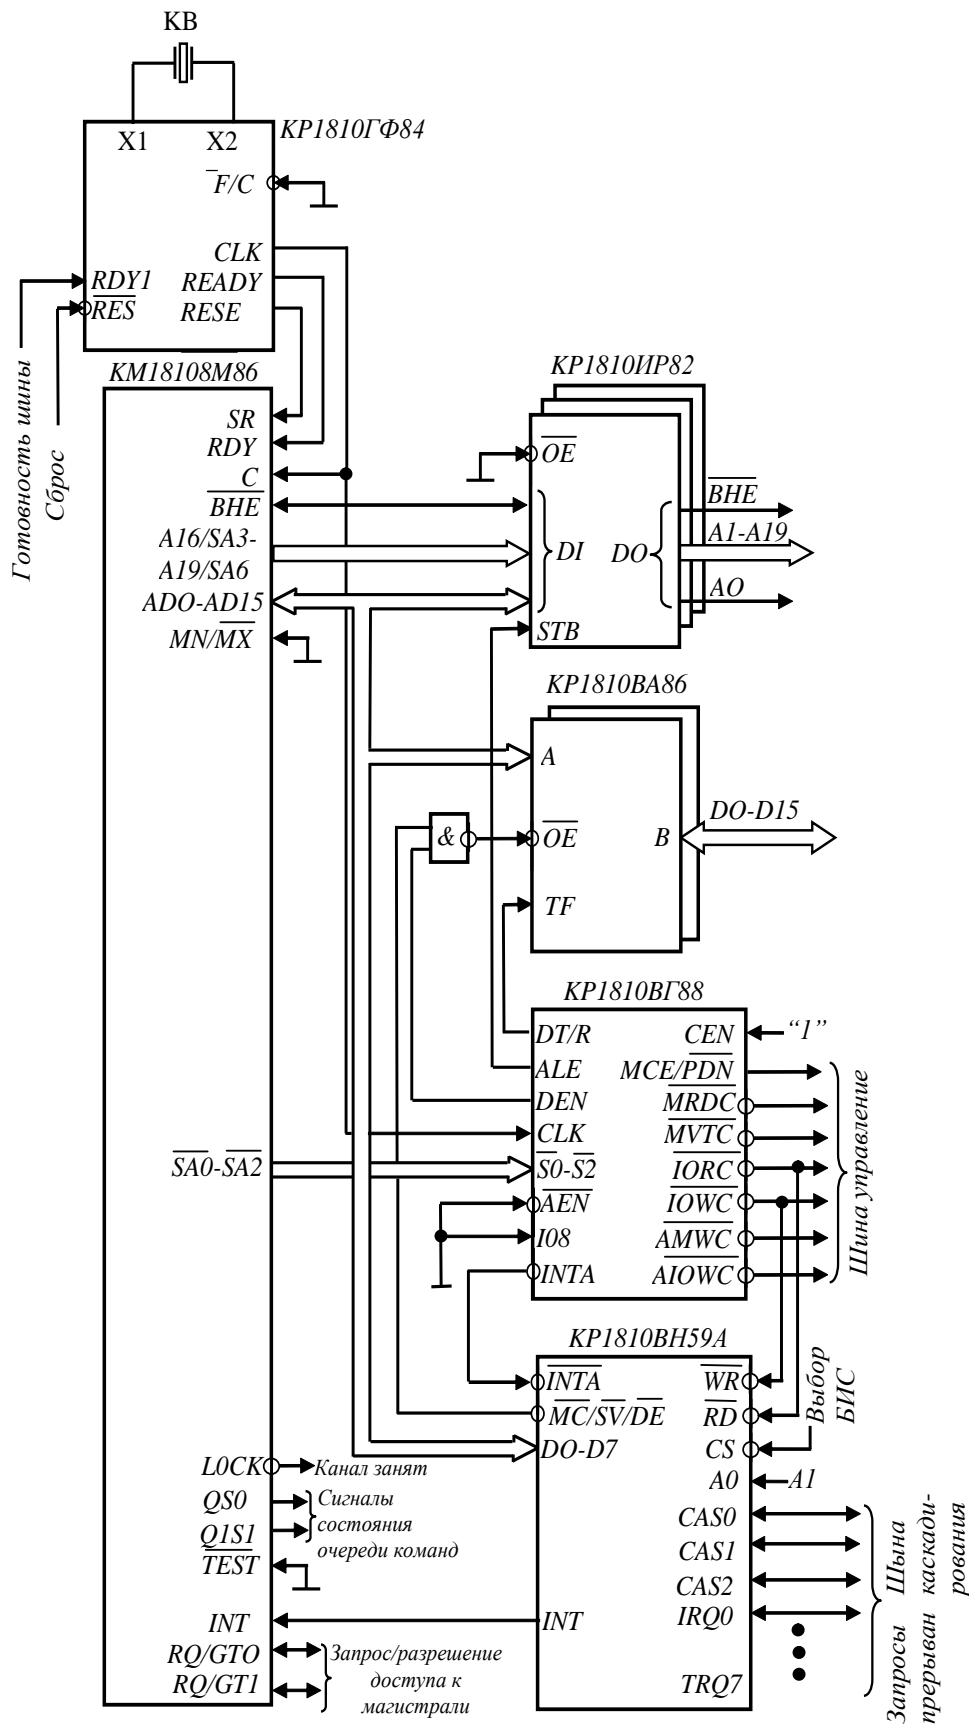 КВ
КР1810ГФ84
X1 X2
F/C
CLK
RDY1 READY
RES RESE
Готовность шины
Сброс
КМ18108М86
SR
RDY
C
BHE
A16/SA3-
A19/SA6
ADO-AD15
MN/MX
SA0-SA2
LOCK
Канал занят
QS0
Q1S1
Сигналы
состояния
очереди команд
TEST
INT
RQ/GTO
RQ/GT1
Запрос/разрешение
доступа к
магистрали
КР1810ИР82
OE
DI DO
STB
BHE
A1-A19
AO
КР1810ВА86
A
&
OE B
TF
DO-D15
КР1810ВГ88
DT/R CEN
“1”
ALE MCE/PDN
DEN MRDC
CLK MVTC
S0-S2 IORC
AEN IOWC
I08 AMWC
INTA AIOWC
Шина управление
КР1810ВН59А
INTA WR
MC/SV/DE RD
DO-D7 CS
Выбор
БИС
A0
A1
CAS0
CAS1
CAS2
INT IRQ0
TRQ7
Запросы
прерыван
Шына
каскади-
рования